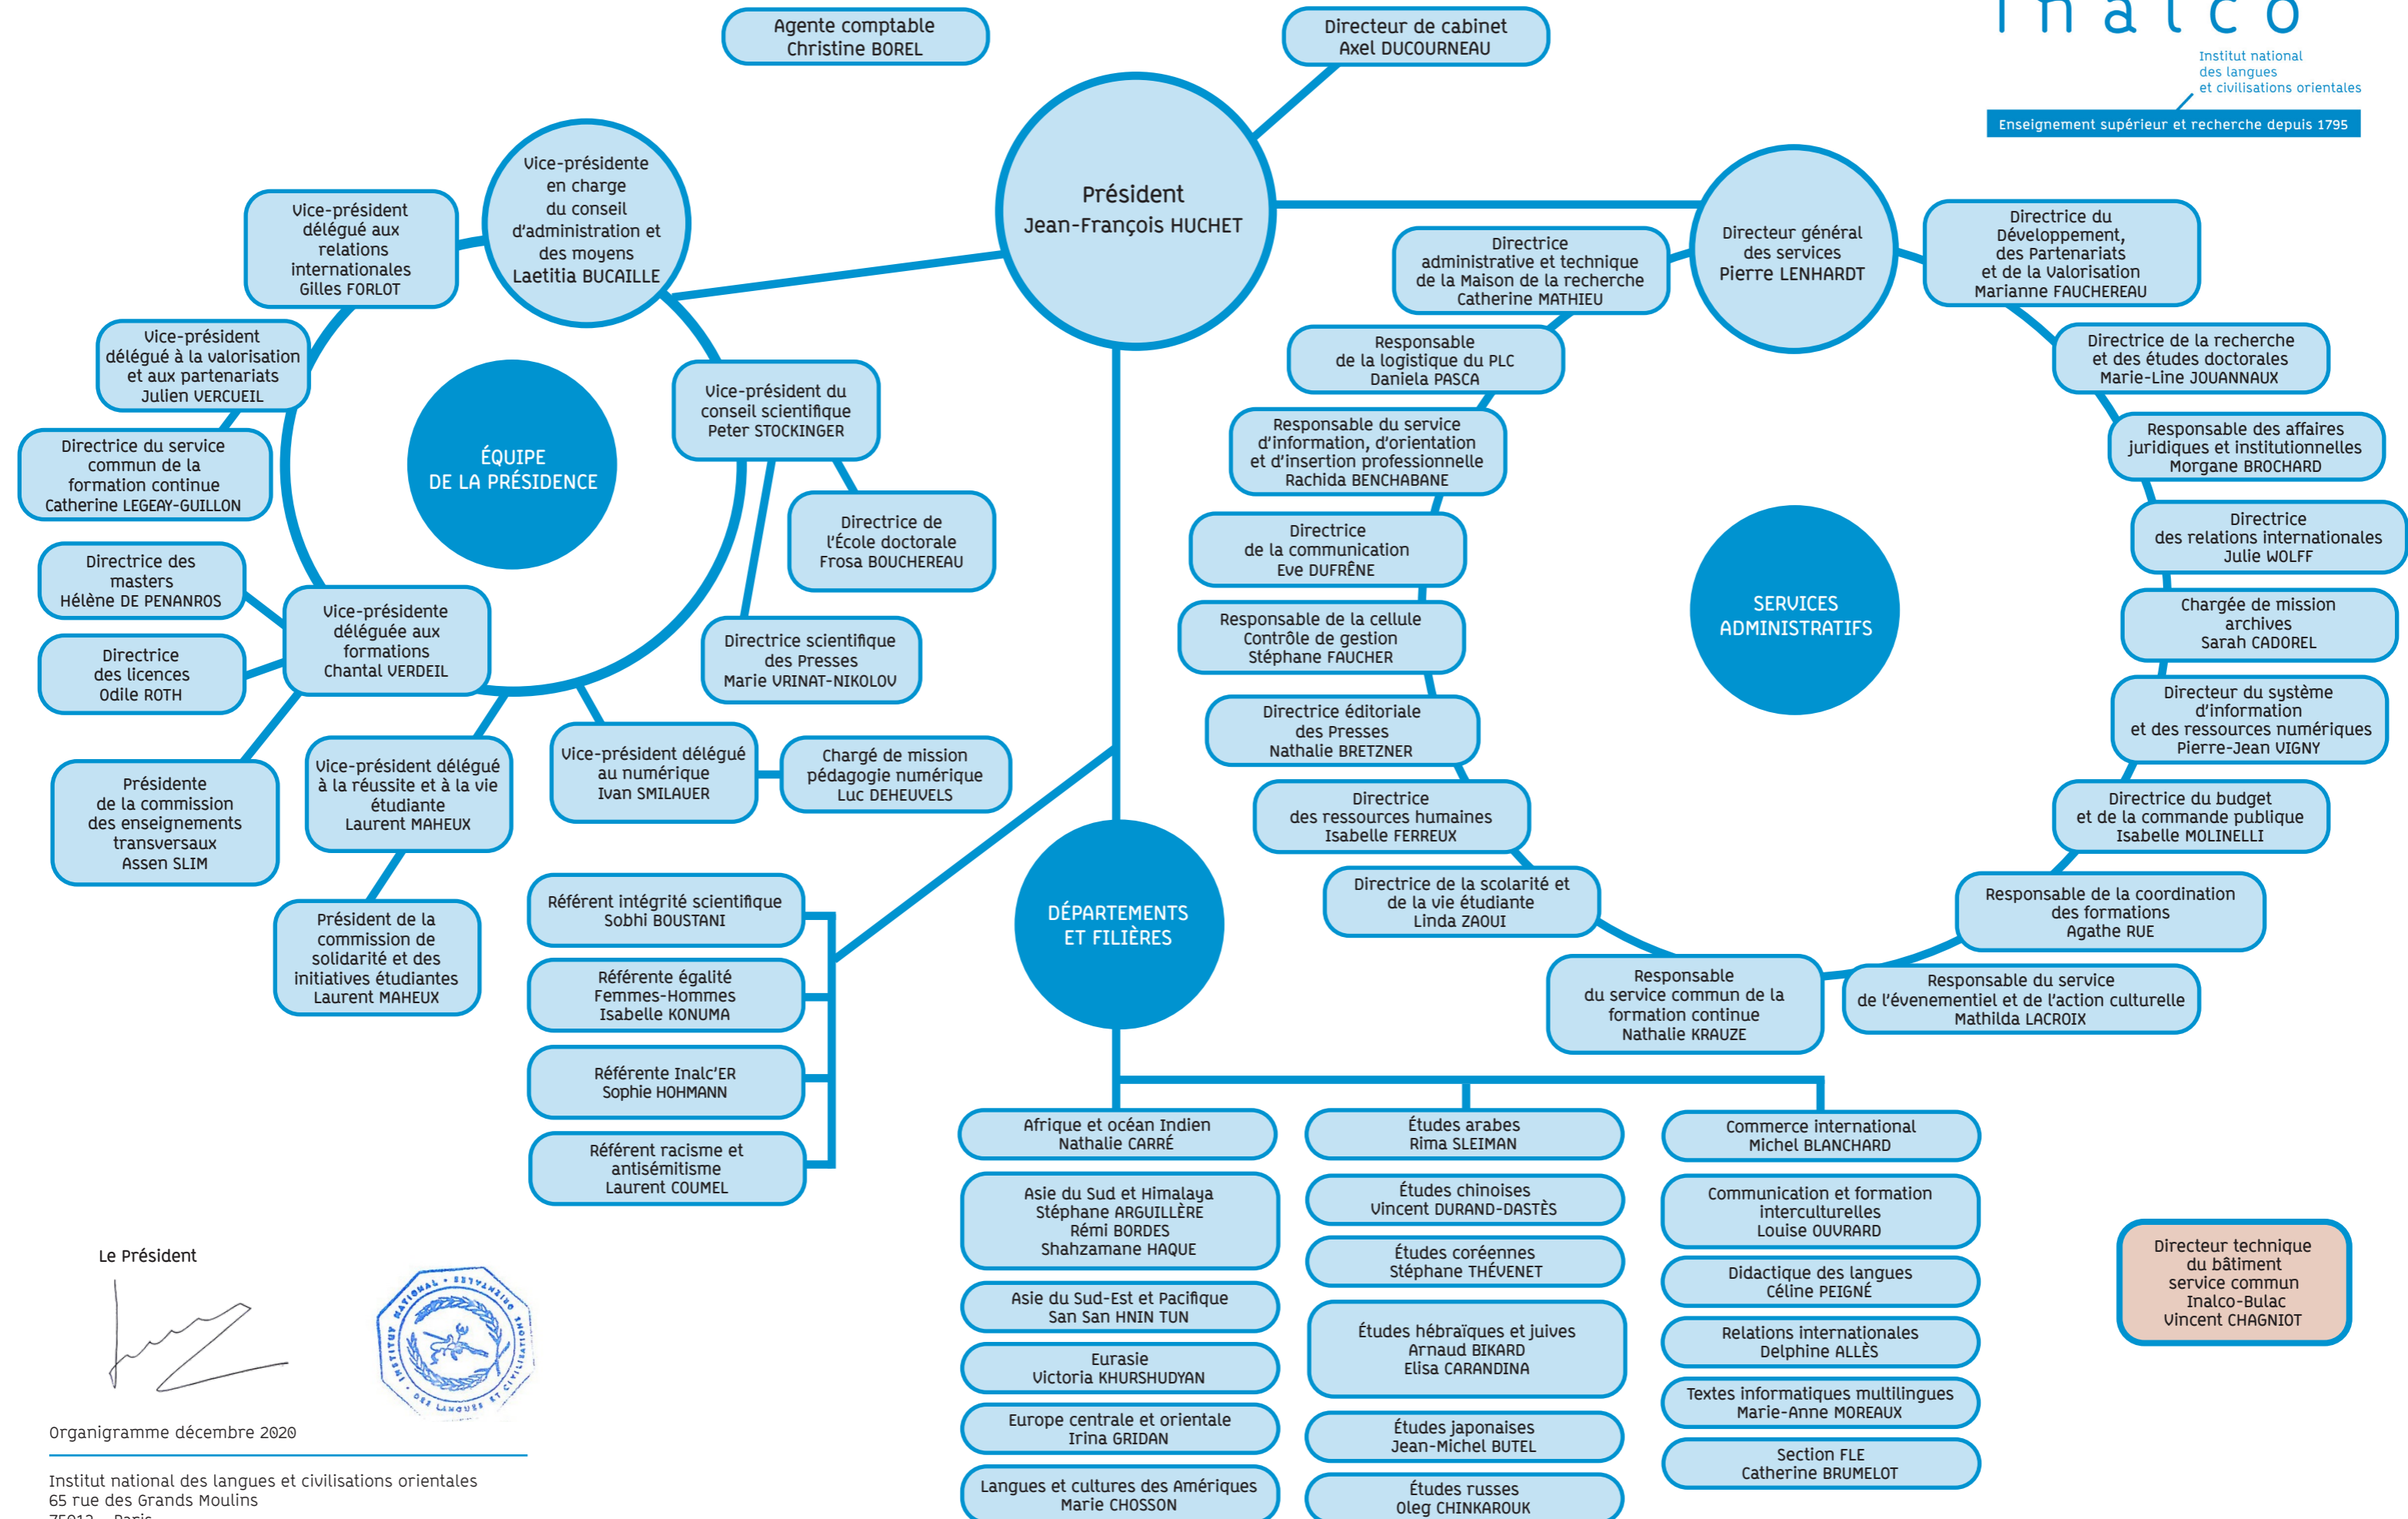 Agente comptable
Christine BOREL
Directeur de cabinet
Axel DUCOURNEAU
inalco
Institut national
des langues
et civilisations orientales
Enseignement supérieur et recherche depuis 1795
Président
Jean-François HUCHET
Vice-présidente
en charge
du conseil
d'administration et
des moyens
Laetitia BUCAILLE
Vice-président
délégué aux
relations
internationales
Gilles FORLOT
Vice-président
délégué à la valorisation
et aux partenariats
Julien VERCUEIL
Directrice du service
commun de la
formation continue
Catherine LEGEAY-GUILLON
ÉQUIPE
DE LA PRÉSIDENCE
Vice-président du
conseil scientifique
Peter STOCKINGER
Directrice de
l'École doctorale
Frosa BOUCHEREAU
Directrice scientifique
des Presses
Marie VRINAT-NIKOLOV
Directrice des
masters
Hélène DE PENANROS
Directrice
des licences
Odile ROTH
Vice-présidente
déléguée aux
formations
Chantal VERDEIL
Présidente
de la commission
des enseignements
transversaux
Assen SLIM
Vice-président délégué
à la réussite et à la vie
étudiante
Laurent MAHEUX
Vice-président délégué
au numérique
Ivan SMILAUER
Chargé de mission
pédagogie numérique
Luc DEHEUVELS
Président de la
commission de
solidarité et des
initiatives étudiantes
Laurent MAHEUX
Référent intégrité scientifique
Sobhi BOUSTANI
Référente égalité
Femmes-Hommes
Isabelle KONUMA
Référente Inalc'ER
Sophie HOHMANN
Référent racisme et
antisémitisme
Laurent COUMEL
Directeur général
des services
Pierre LENHARDT
Directrice
administrative et technique
de la Maison de la recherche
Catherine MATHIEU
Responsable
de la logistique du PLC
Daniela PASCA
Responsable du service
d'information, d'orientation
et d'insertion professionnelle
Rachida BENCHABANE
Directrice
de la communication
Eve DUFRÊNE
Responsable de la cellule
Contrôle de gestion
Stéphane FAUCHER
Directrice éditoriale
des Presses
Nathalie BRETZNER
Directrice
des ressources humaines
Isabelle FERREUX
Directrice de la scolarité et
de la vie étudiante
Linda ZAOUI
SERVICES
ADMINISTRATIFS
Directrice du
Développement,
des Partenariats
et de la Valorisation
Marianne FAUCHEREAU
Directrice de la recherche
et des études doctorales
Marie-Line JOUANNAUX
Responsable des affaires
juridiques et institutionnelles
Morgane BROCHARD
Directrice
des relations internationales
Julie WOLFF
Chargée de mission
archives
Sarah CADOREL
Directeur du système
d'information
et des ressources numériques
Pierre-Jean VIGNY
Directrice du budget
et de la commande publique
Isabelle MOLINELLI
Responsable de la coordination
des formations
Agathe RUE
Responsable du service
de l'évenementiel et de l'action culturelle
Mathilda LACROIX
Responsable
du service commun de la
formation continue
Nathalie KRAUZE
DÉPARTEMENTS
ET FILIÈRES
Afrique et océan Indien
Nathalie CARRÉ
Asie du Sud et Himalaya
Stéphane ARGUILLÈRE
Rémi BORDES
Shahzamane HAQUE
Asie du Sud-Est et Pacifique
San San HNIN TUN
Eurasie
Victoria KHURSHUDYAN
Europe centrale et orientale
Irina GRIDAN
Langues et cultures des Amériques
Marie CHOSSON
Études arabes
Rima SLEIMAN
Études chinoises
Vincent DURAND-DASTÈS
Études coréennes
Stéphane THÉVENET
Études hébraïques et juives
Arnaud BIKARD
Elisa CARANDINA
Études japonaises
Jean-Michel BUTEL
Études russes
Oleg CHINKAROUK
Commerce international
Michel BLANCHARD
Communication et formation
interculturelles
Louise OUVRARD
Didactique des langues
Céline PEIGNÉ
Relations internationales
Delphine ALLÈS
Textes informatiques multilingues
Marie-Anne MOREAUX
Section FLE
Catherine BRUMELOT
Directeur technique
du bâtiment
service commun
Inalco-Bulac
Vincent CHAGNIOT
Le Président
INSTITUT NATIONAL • DES LANGUES ET CIVILISATIONS ORIENTALES •
Organigramme décembre 2020
Institut national des langues et civilisations orientales
65 rue des Grands Moulins
75013 - Paris